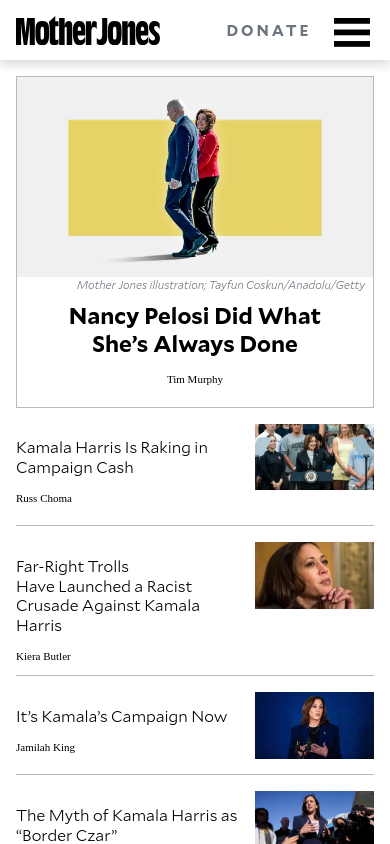 Mother Jones
DONATE
Mother Jones illustration; Tayfun Coskun/Anadolu/Getty
Nancy Pelosi Did What
She’s Always Done
Tim Murphy
Kamala Harris Is Raking in
Campaign Cash
Russ Choma
Far-Right Trolls
Have Launched a Racist
Crusade Against Kamala
Harris
Kiera Butler
It’s Kamala’s Campaign Now
Jamilah King
The Myth of Kamala Harris as
“Border Czar”